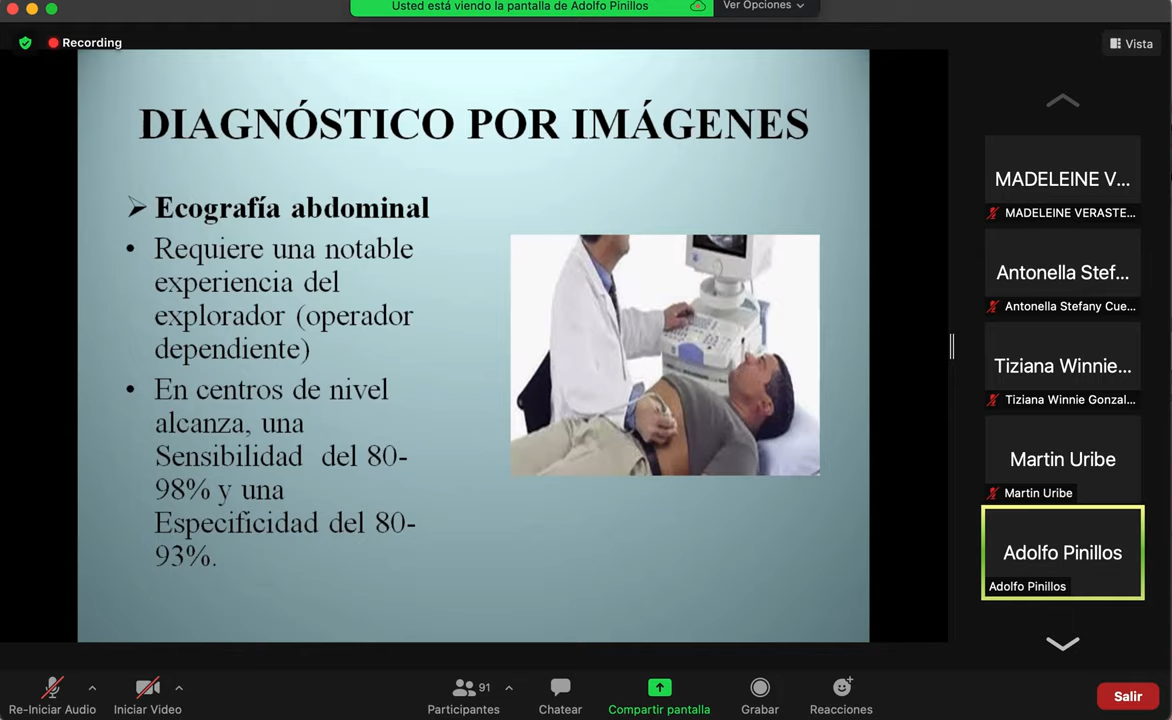 Usted está viendo la pantalla de Adolfo Pinillos
Ver Opciones
Recording
Vista
DIAGNÓSTICO POR IMÁGENES
Ecografía abdominal
• Requiere una notable
experiencia del
explorador (operador
dependiente)
• En centros de nivel
alcanza, una
Sensibilidad del 80-
98% y una
Especificidad del 80-
93%.
MADELEINE V...
MADELEINE VERASTE...
Antonella Stef...
Antonella Stefany Cue...
Tiziana Winnie...
Tiziana Winnie Gonzal...
Martin Uribe
Martin Uribe
Adolfo Pinillos
Adolfo Pinillos
Re-Iniciar Audio
Iniciar Video
91
Participantes
Chatear
Compartir pantalla
Grabar
Reacciones
Salir